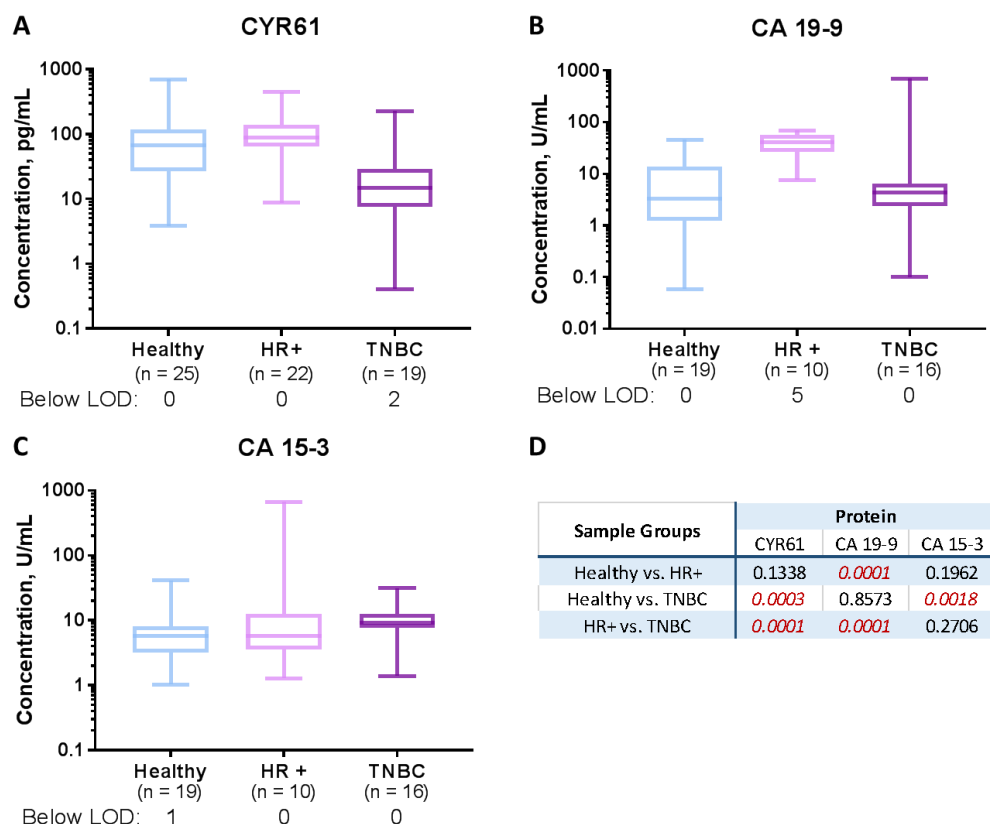 A
CYR61
Concentration, pg/mL
1000
100
10
1
0.1
Healthy HR+ TNBC
(n = 25) (n = 22) (n = 19)
Below LOD: 0 0 2
B
CA 19-9
Concentration, U/mL
1000
100
10
1
0.1
0.01
Healthy HR + TNBC
(n = 19) (n = 10) (n = 16)
Below LOD: 0 5 0
C
CA 15-3
Concentration, U/mL
1000
100
10
1
0.1
Healthy HR + TNBC
(n = 19) (n = 10) (n = 16)
Below LOD: 1 0 0
D
Sample Groups Protein
CYR61 CA 19-9 CA 15-3
Healthy vs. HR+ 0.1338 0.0001 0.1962
Healthy vs. TNBC 0.0003 0.8573 0.0018
HR+ vs. TNBC 0.0001 0.0001 0.2706